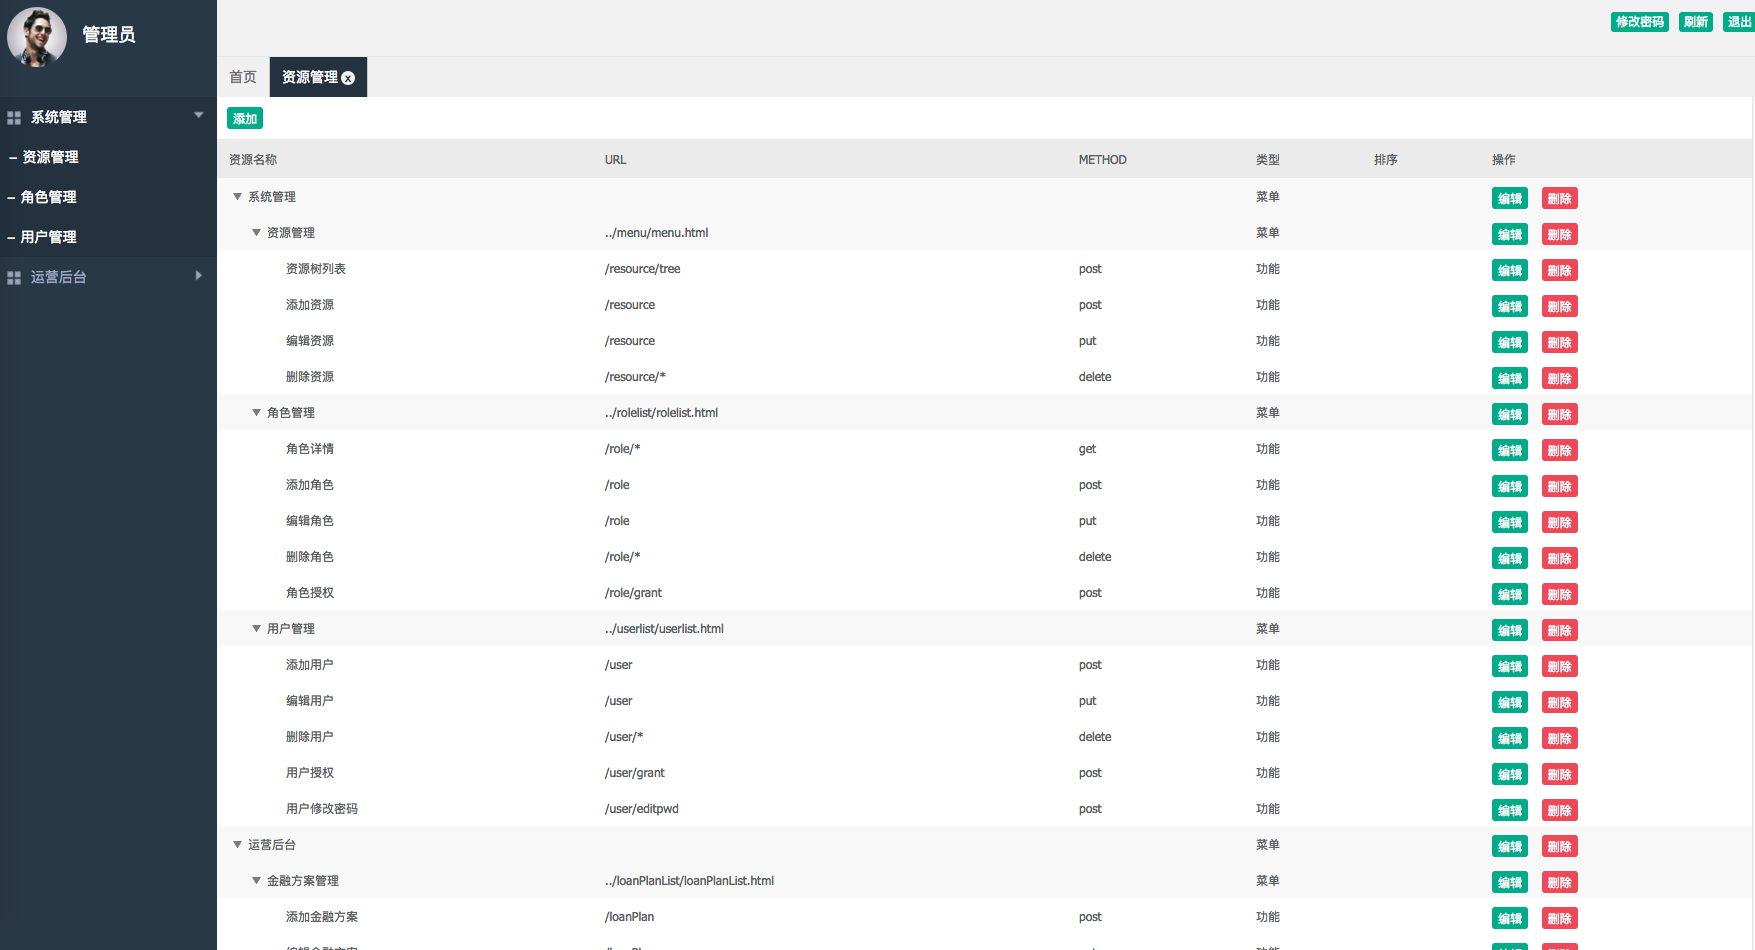 管理员
修改密码 刷新 退出
首页 资源管理 x
系统管理
– 资源管理
– 角色管理
– 用户管理
运营后台
添加
资源名称 URL METHOD 类型 排序 操作
系统管理 菜单 编辑 删除
资源管理 ../menu/menu.html 菜单 编辑 删除
资源树列表 /resource/tree post 功能 编辑 删除
添加资源 /resource post 功能 编辑 删除
编辑资源 /resource put 功能 编辑 删除
删除资源 /resource/* delete 功能 编辑 删除
角色管理 ../rolelist/rolelist.html 菜单 编辑 删除
角色详情 /role/* get 功能 编辑 删除
添加角色 /role post 功能 编辑 删除
编辑角色 /role put 功能 编辑 删除
删除角色 /role/* delete 功能 编辑 删除
角色授权 /role/grant post 功能 编辑 删除
用户管理 ../userlist/userlist.html 菜单 编辑 删除
添加用户 /user post 功能 编辑 删除
编辑用户 /user put 功能 编辑 删除
删除用户 /user/* delete 功能 编辑 删除
用户授权 /user/grant post 功能 编辑 删除
用户修改密码 /user/editpwd post 功能 编辑 删除
运营后台 菜单 编辑 删除
金融方案管理 ../loanPlanList/loanPlanList.html 菜单 编辑 删除
添加金融方案 /loanPlan post 功能 编辑 删除